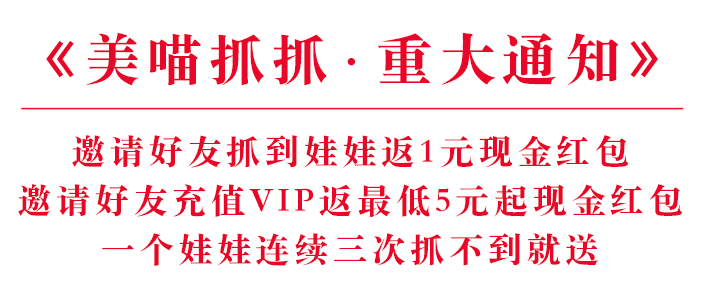 《美喵抓抓·重大通知》
邀请好友抓到娃娃返1元现金红包
邀请好友充值VIP返最低5元起现金红包
一个娃娃连续三次抓不到就送